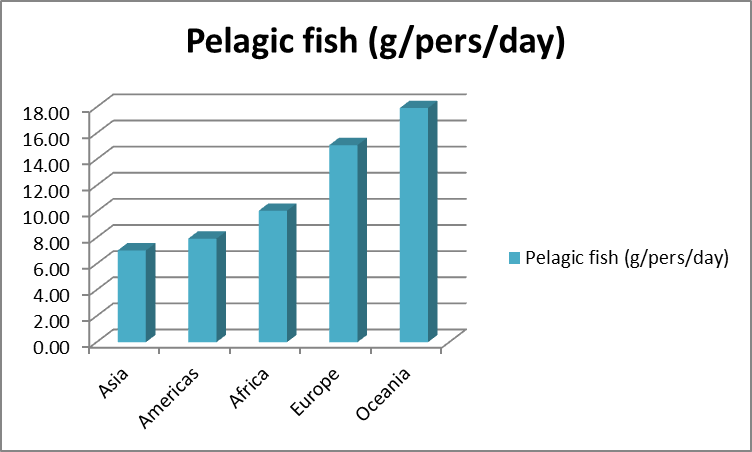 Pelagic fish (g/pers/day)
18.00
16.00
14.00
12.00
10.00
8.00
6.00
4.00
2.00
0.00
Asia
Americas
Africa
Europe
Oceania
Pelagic fish (g/pers/day)